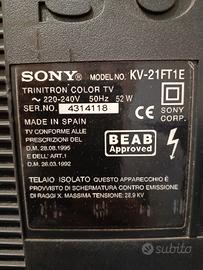 SONY® MODEL NO. KV-21FT1E
TRINITRON COLOR TV
~ 220-240V 50Hz 52 W
SER.NO. 4314118
SONY CORP.
MADE IN SPAIN
TV CONFORME ALLE
PRESCRIZIONI DEL
D.M. 28.08.1995
E DELL' ART.1
D.M. 26.03.1992
BEAB
Approved
TELAIO ISOLATO QUESTO APPARECCHIO E
PROVVISTO DI SCHERMATURA CONTRO EMISSIONE
DI RAGGI X. MASSIMA TENSIONE: 28.9 KV
subito